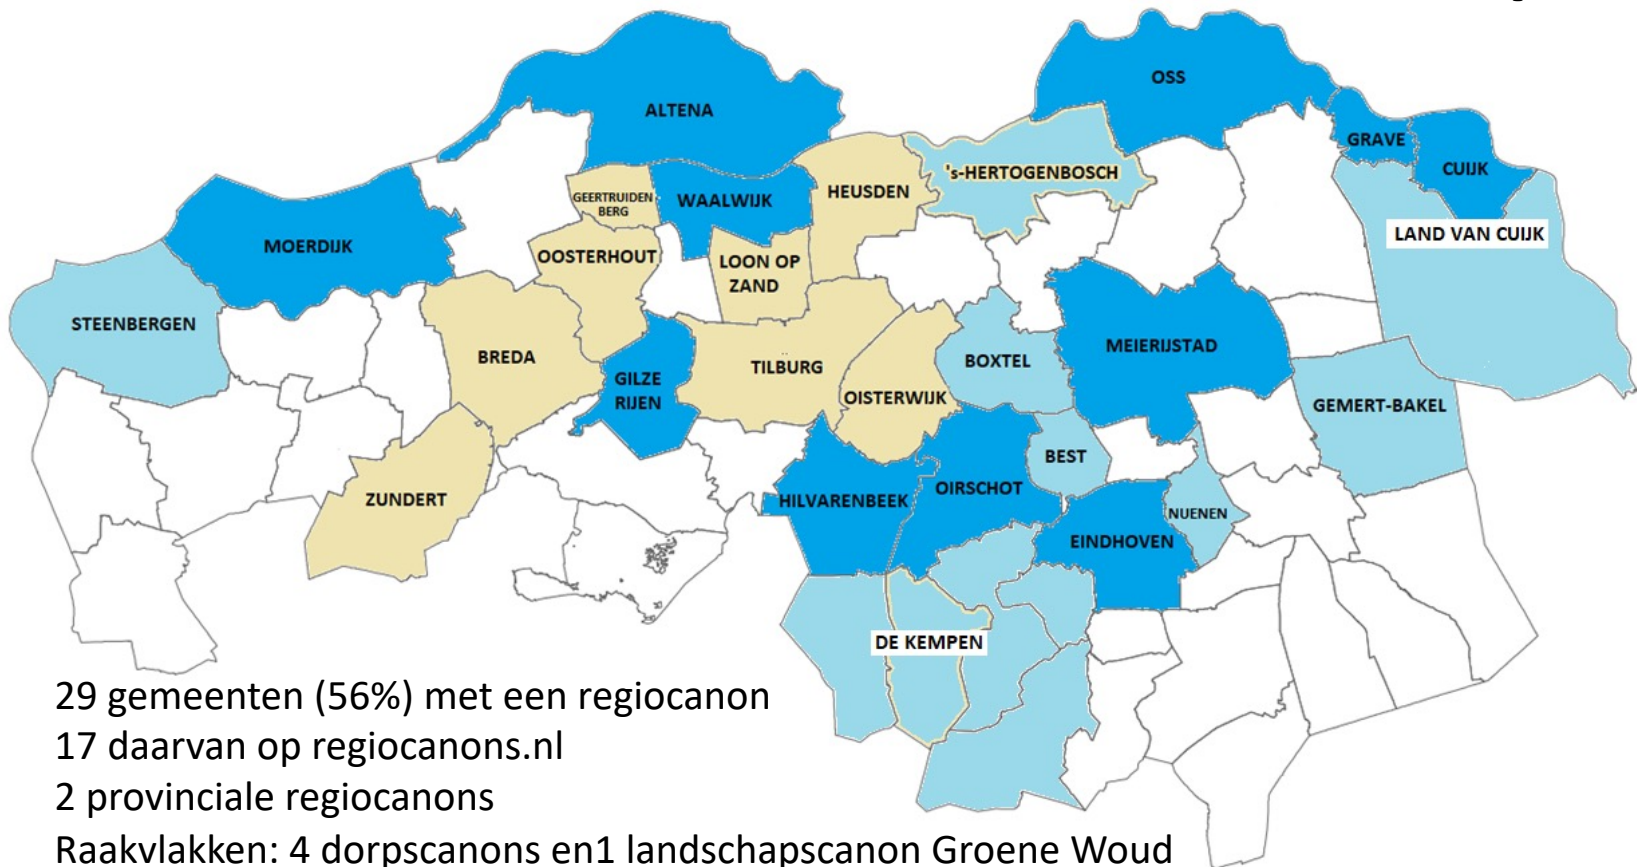 OSS
ALTENA
GRAVE
CUIJK
's-HERTOGENBOSCH
HEUSDEN
GEERTRUIDEN
BERG
WAALWIJK
LAND VAN CUIJK
MOERDIJK
OOSTERHOUT
LOON OP
ZAND
STEENBERGEN
BREDA
TILBURG
BOXTEL
MEIERIJSTAD
GILZE
RIJEN
OISTERWIJK
GEMERT-BAKEL
BEST
ZUNDERT
HILVARENBEEK
OIRSCHOT
NUENEN
EINDHOVEN
DE KEMPEN
29 gemeenten (56%) met een regiocanon
17 daarvan op regiocanons.nl
2 provinciale regiocanons
Raakvlakken: 4 dorpscanons en1 landschapscanon Groene Woud